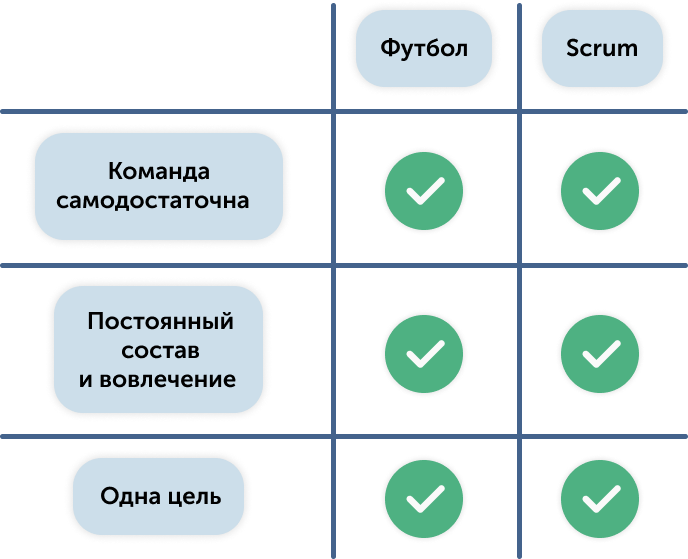 Футбол
Scrum
Команда
самодостаточна
Постоянный
состав
и вовлечение
Одна цель